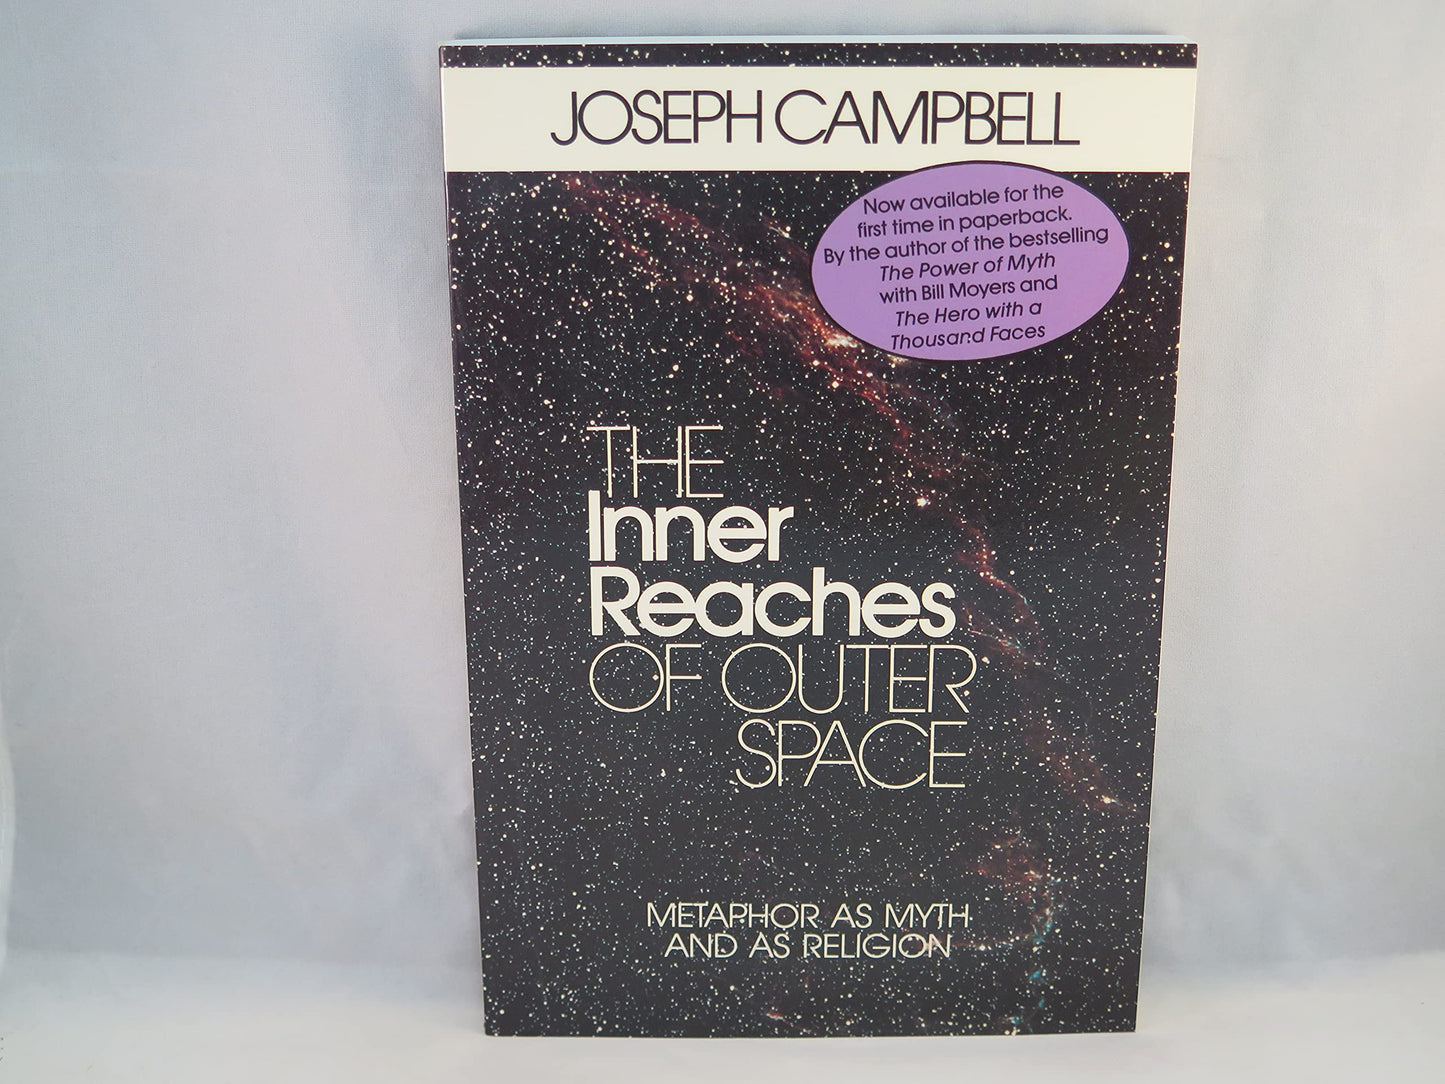 JOSEPH CAMPBELL
Now available for the
first time in paperback.
By the author of the bestselling
The Power of Myth
with Bill Moyers and
The Hero with a
Thousand Faces
THE
Inner
Reaches
OF OUTER
SPACE
METAPHOR AS MYTH
AND AS RELIGION